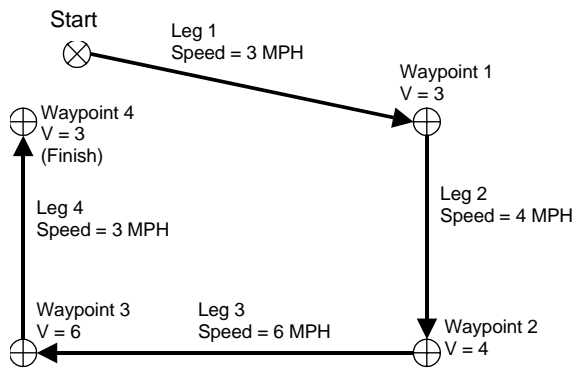 Start
Leg 1
Speed = 3 MPH
Waypoint 1
V = 3
Waypoint 4
V = 3
(Finish)
Leg 2
Speed = 4 MPH
Leg 4
Speed = 3 MPH
Waypoint 3
V = 6
Leg 3
Speed = 6 MPH
Waypoint 2
V = 4